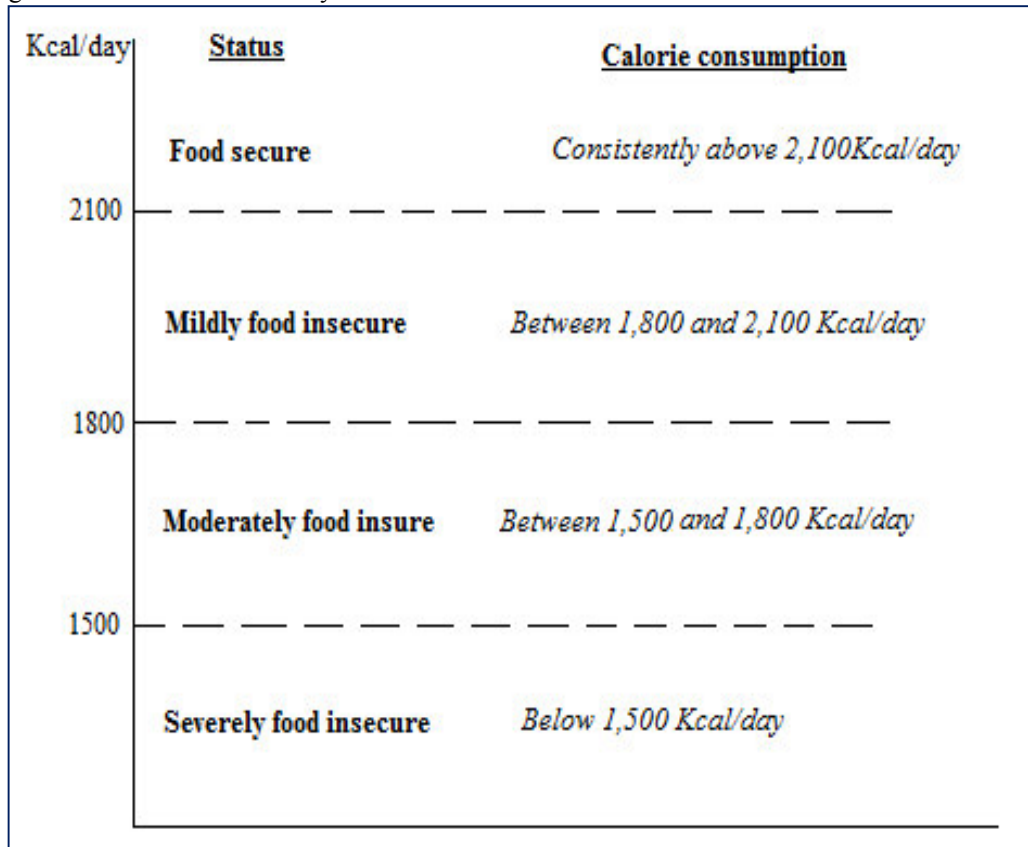 Kcal/day Status Calorie consumption
Food secure Consistently above 2,100Kcal/day
2100
Mildly food insecure Between 1,800 and 2,100 Kcal/day
1800
Moderately food insure Between 1,500 and 1,800 Kcal/day
1500
Severely food insecure Below 1,500 Kcal/day